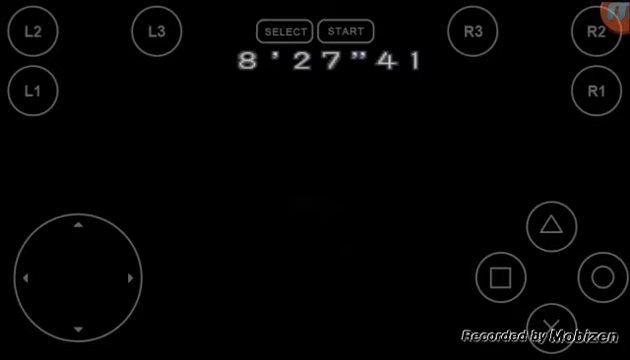 L2 L3 SELECT START R3 R2
8 ' 27 " 41
L1 R1
Recorded by Mobizen